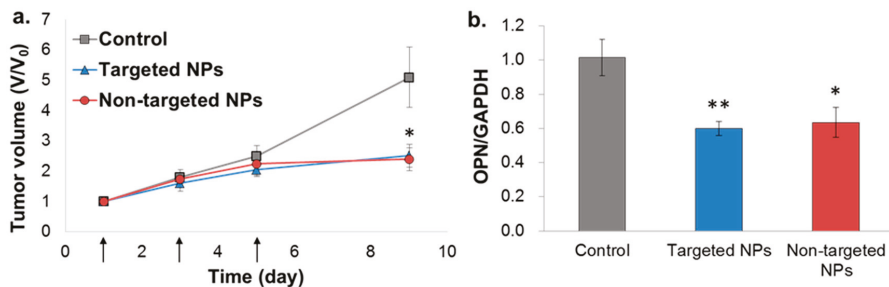 a.
Tumor volume (V/V₀)
7
6
5
4
3
2
1
0
Control
Targeted NPs
Non-targeted NPs
*
0 2 4 6 8 10
Time (day)
b.
OPN/GAPDH
1.2
1.0
0.8
0.6
0.4
0.2
0.0
**
*
Control Targeted NPs Non-targeted
NPs